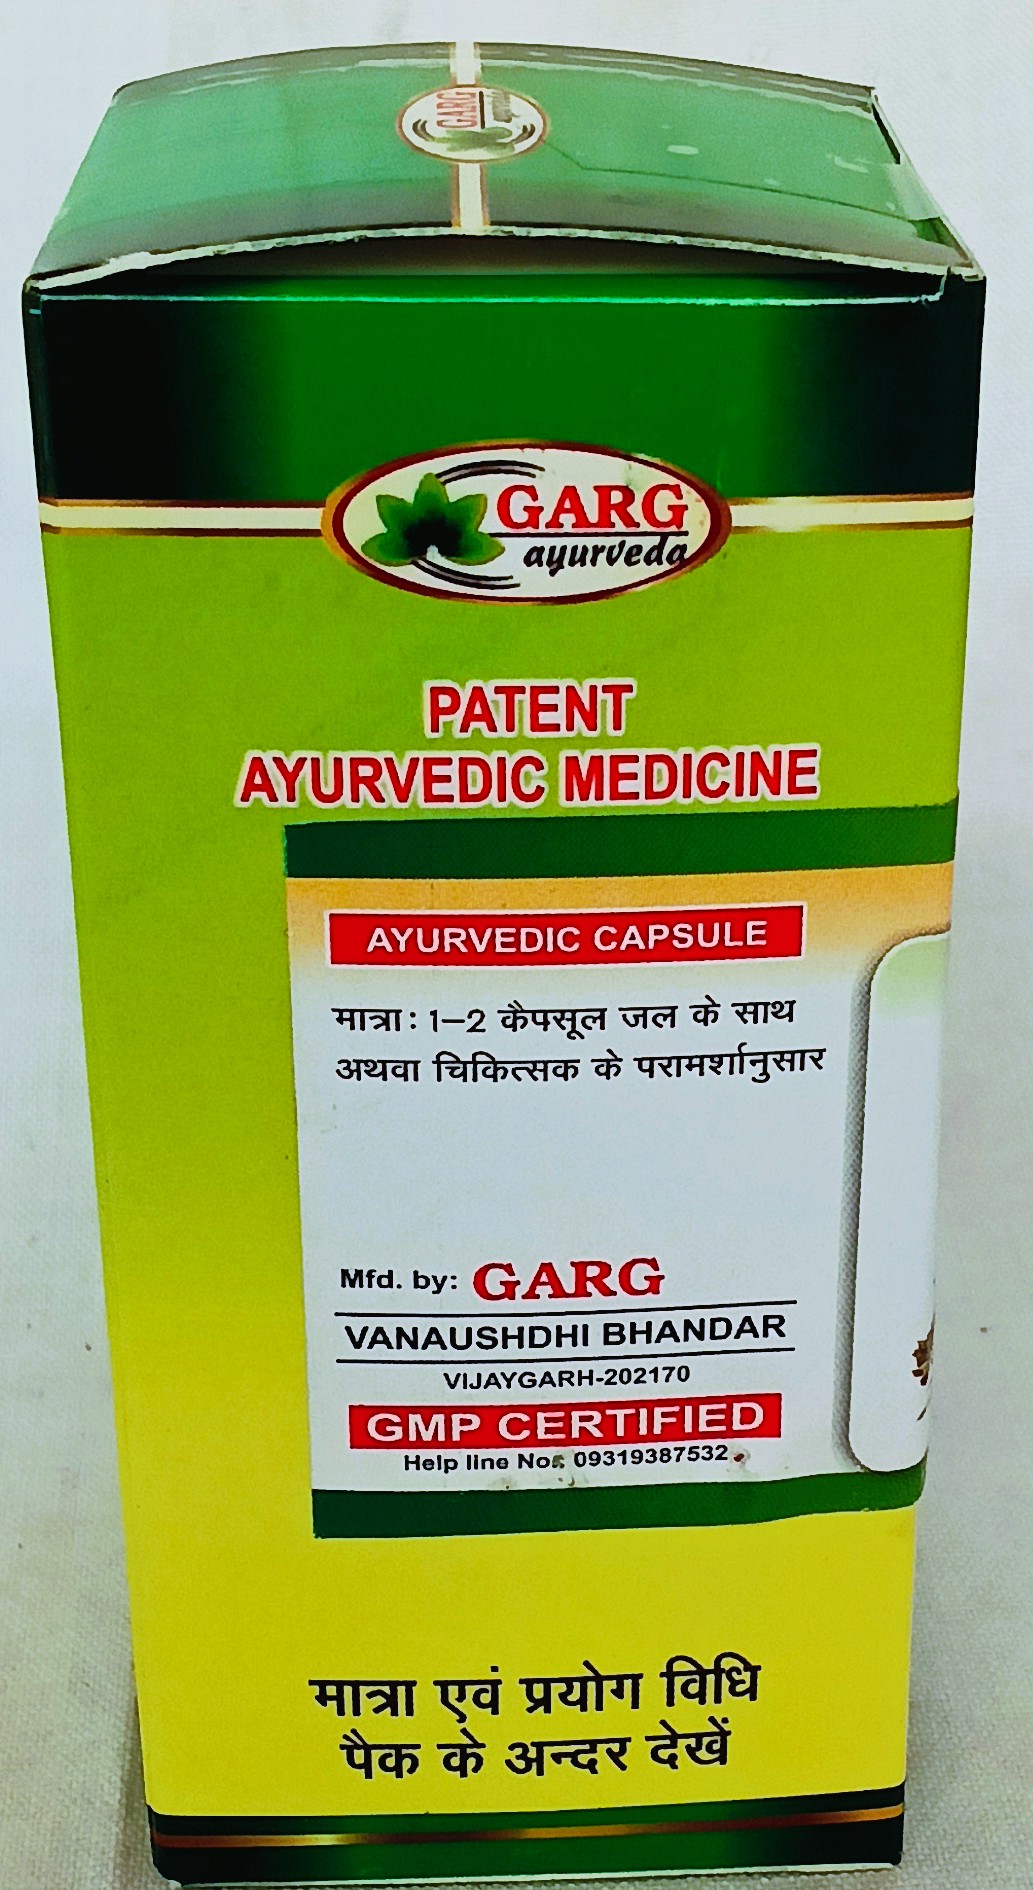 GARG
ayurveda
GARG
ayurveda
PATENT
AYURVEDIC MEDICINE
AYURVEDIC CAPSULE
मात्रा: 1–2 कैपसूल जल के साथ
अथवा चिकित्सक के परामर्शानुसार
Mfd. by: GARG
VANAUSHDHI BHANDAR
VIJAYGARH-202170
GMP CERTIFIED
Help line No.: 09319387532
मात्रा एवं प्रयोग विधि
पैक के अन्दर देखें